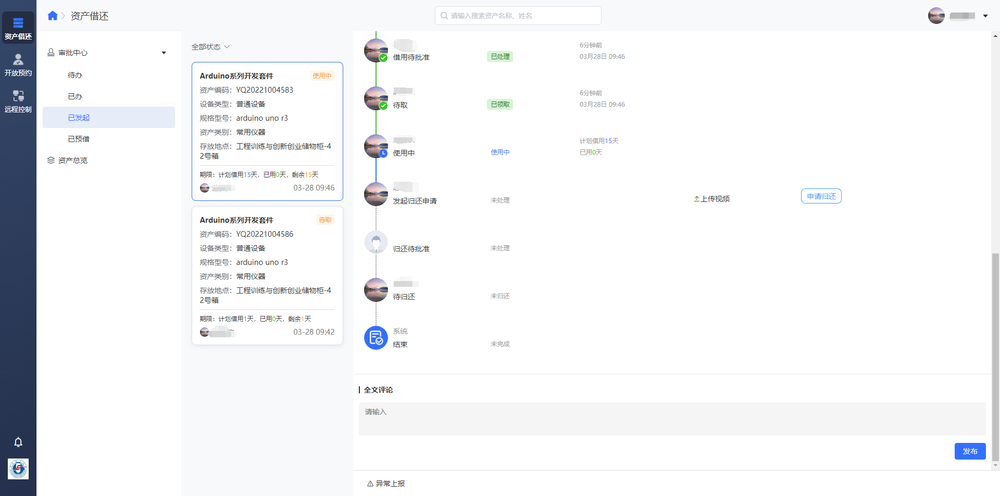 资产借还
开放预约
远程控制
资产借还
请输入搜索资产名称、姓名
审批中心
待办
已办
已发起
已预借
资产总览
全部状态
Arduino系列开发套件 使用中
资产编码：YQ20221004583
设备类型：普通设备
规格型号：arduino uno r3
资产类别：常用仪器
存放地点：工程训练与创新创业储物柜-4
2号箱
期限：计划借用15天，已用0天，剩余15天
03-28 09:46
Arduino系列开发套件 待取
资产编码：YQ20221004586
设备类型：普通设备
规格型号：arduino uno r3
资产类别：常用仪器
存放地点：工程训练与创新创业储物柜-4
2号箱
期限：计划借用1天，已用0天，剩余1天
03-28 09:42
6分钟前
借用待批准 已处理 03月28日 09:46
6分钟前
待取 已领取 03月28日 09:46
计划借用15天
使用中 使用中 已用0天
发起归还申请 未处理 上传视频 申请归还
归还待批准 未处理
待归还 未归还
系统
结束 未完成
全文评论
请输入
发布
异常上报